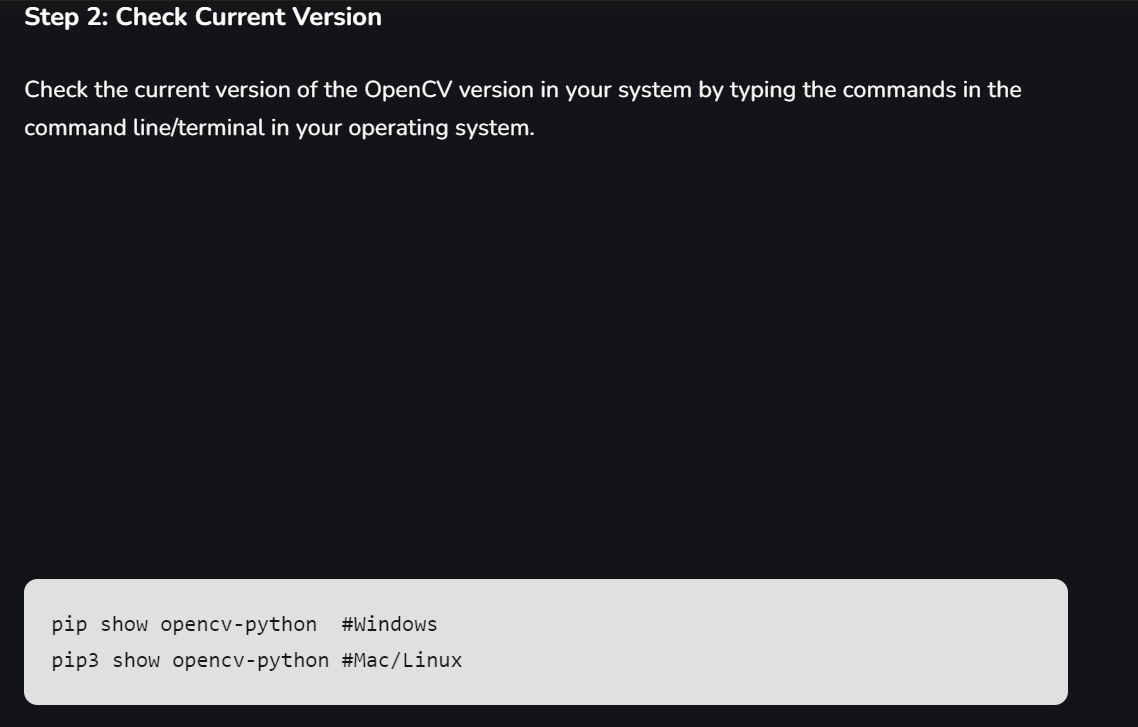 Step 2: Check Current Version
Check the current version of the OpenCV version in your system by typing the commands in the
command line/terminal in your operating system.
pip show opencv-python  #Windows
pip3 show opencv-python #Mac/Linux